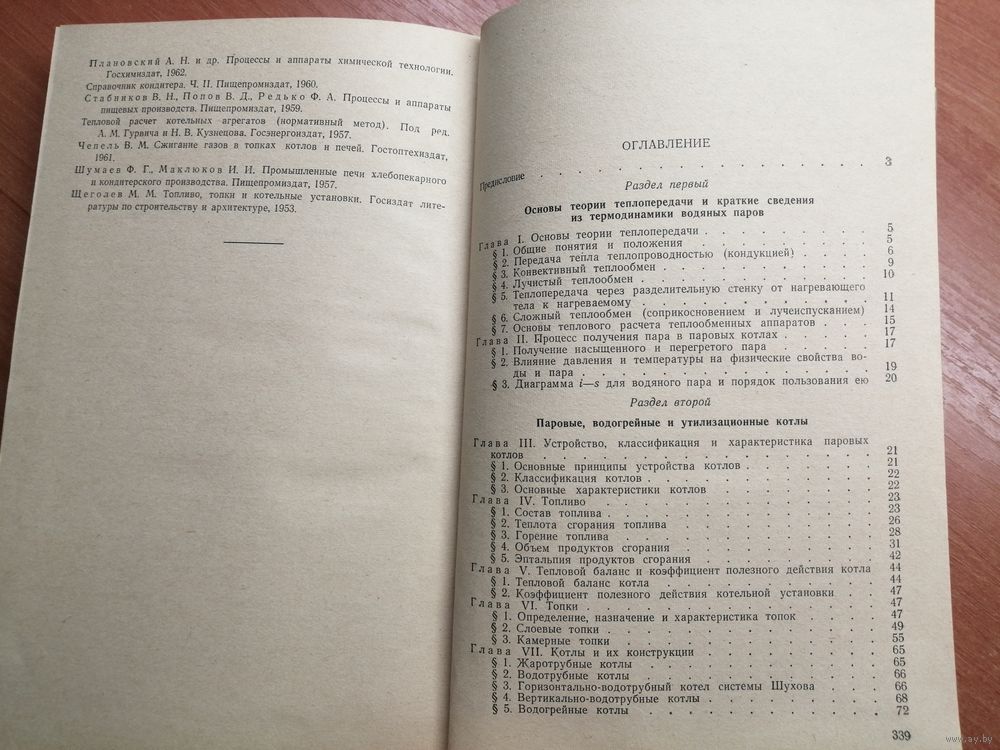 Плановский А. Н. и др. Процессы и аппараты химической технологии.
Госхимиздат, 1962.
Справочник кондитера. Ч. II. Пищепромиздат, 1960.
Стабников В. Н., Попов В. Д., Редько Ф. А. Процессы и аппараты
пищевых производств. Пищепромиздат, 1959.
Тепловой расчет котельных агрегатов (нормативный метод). Под ред.
А. М. Гурвича и Н. В. Кузнецова. Госэнергоиздат, 1957.
Чепель В. М. Сжигание газов в топках котлов и печей. Гостоптехиздат,
1961.
Шумаев Ф. Г., Маклюков И. И. Промышленные печи хлебопекарного
и кондитерского производства. Пищепромиздат, 1957.
Щеголев М. М. Топливо, топки и котельные установки. Госиздат лите-
ратуры по строительству и архитектуре, 1953.
ОГЛАВЛЕНИЕ
Предисловие . . . . . . . . . . . . . . . 3
Раздел первый
Основы теории теплопередачи и краткие сведения
из термодинамики водяных паров
Глава I. Основы теории теплопередачи . . . . . . . 5
§ 1. Общие понятия и положения . . . . . . . 5
§ 2. Передача тепла теплопроводностью (кондукцией) . . . 6
§ 3. Конвективный теплообмен . . . . . . . . 9
§ 4. Лучистый теплообмен . . . . . . . . . 10
§ 5. Теплопередача через разделительную стенку от нагревающего
тела к нагреваемому . . . . . . . . . 11
§ 6. Сложный теплообмен (соприкосновением и лучеиспусканием) 14
§ 7. Основы теплового расчета теплообменных аппаратов . . . 15
Глава II. Процесс получения пара в паровых котлах . . . . 17
§ 1. Получение насыщенного и перегретого пара . . . . 17
§ 2. Влияние давления и температуры на физические свойства во-
ды и пара . . . . . . . . . . . . 19
§ 3. Диаграмма i—s для водяного пара и порядок пользования ею 20
Раздел второй
Паровые, водогрейные и утилизационные котлы
Глава III. Устройство, классификация и характеристика паровых
котлов . . . . . . . . . . . . . . 21
§ 1. Основные принципы устройства котлов . . . . . 21
§ 2. Классификация котлов . . . . . . . . . 22
§ 3. Основные характеристики котлов . . . . . . 22
Глава IV. Топливо . . . . . . . . . . . 23
§ 1. Состав топлива . . . . . . . . . . . 23
§ 2. Теплота сгорания топлива . . . . . . . . 26
§ 3. Горение топлива . . . . . . . . . . 28
§ 4. Объем продуктов сгорания . . . . . . . . 31
§ 5. Энтальпия продуктов сгорания . . . . . . . 42
Глава V. Тепловой баланс и коэффициент полезного действия котла 44
§ 1. Тепловой баланс котла . . . . . . . . . 44
§ 2. Коэффициент полезного действия котельной установки . . . 47
Глава VI. Топки . . . . . . . . . . . . 47
§ 1. Определение, назначение и характеристика топок . . . 47
§ 2. Слоевые топки . . . . . . . . . . . 49
§ 3. Камерные топки . . . . . . . . . . 55
Глава VII. Котлы и их конструкции . . . . . . . 65
§ 1. Жаротрубные котлы . . . . . . . . . 65
§ 2. Водотрубные котлы . . . . . . . . . 66
§ 3. Горизонтально-водотрубный котел системы Шухова . . . 66
§ 4. Вертикально-водотрубные котлы . . . . . . . 68
§ 5. Водогрейные котлы . . . . . . . . . 72
339
www.ay.by